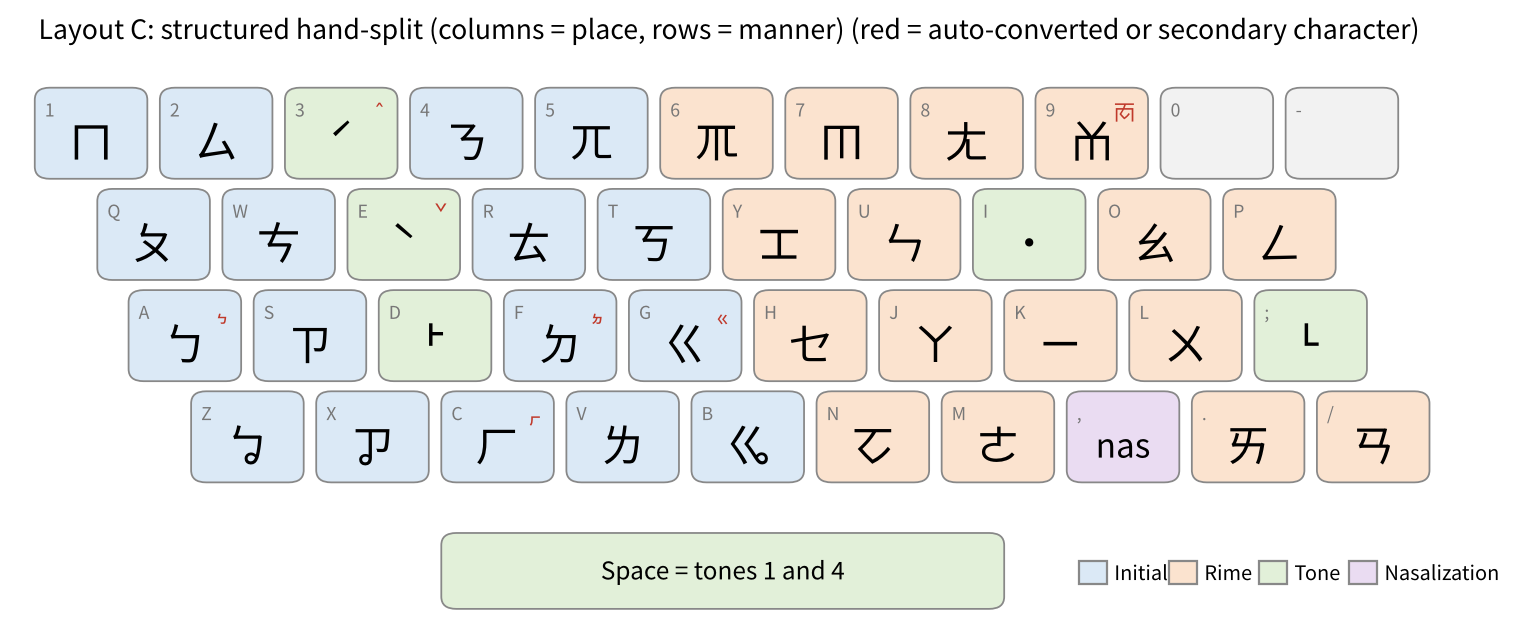 Layout C: structured hand-split (columns = place, rows = manner) (red = auto-converted or secondary character)
1 ㄇ 2 ㄙ 3 ˊ ˆ 4 ㄋ 5 ㄫ 6 ㆭ 7 ㆬ 8 ㄤ 9 ㆱ ㆲ 0 -
Q ㄆ W ㄘ E ˋ ˇ R ㄊ T ㄎ Y ㆤ U ㄣ I ˙ O ㄠ P ㄥ
A ㄅ ㆴ S ㄗ D ㆐ F ㄉ ㆵ G ㄍ ㆶ H ㄝ J ㄚ K ㄧ L ㄨ ; ˪
Z ㆠ X ㆡ C ㄏ ㆷ V ㄌ B ㆣ N ㆦ M ㄜ , nas . ㄞ / ㄢ
Space = tones 1 and 4
Initial Rime Tone Nasalization